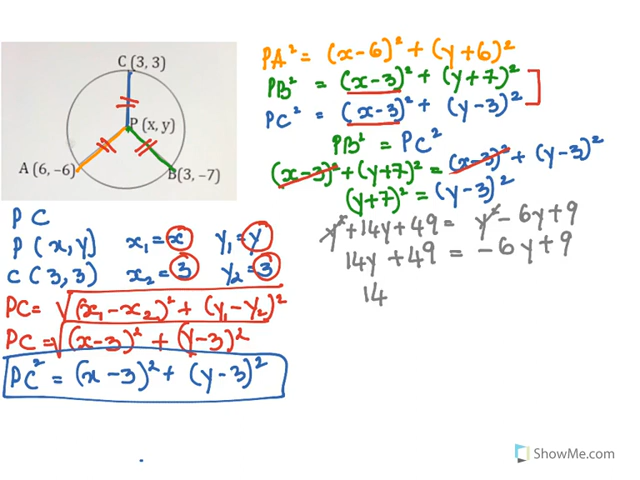 C (3, 3)
P (x, y)
A (6, −6)
B(3, −7)
PC
P(x,y) x₁ = x y₁ = y
C(3,3) x₂ = 3 y₂ = 3
PC = √(x₁ − x₂)² + (y₁ − y₂)²
PC = √(x−3)² + (y−3)²
PC² = (x − 3)² + (y − 3)²
PA² = (x−6)² + (y+6)²
PB² = (x−3)² + (y+7)²
PC² = (x−3)² + (y−3)²
PB² = PC²
(x−3)² + (y+7)² = (x−3)² + (y−3)²
(y+7)² = (y−3)²
y² + 14y + 49 = y² − 6y + 9
14y + 49 = −6y + 9
14
ShowMe.com